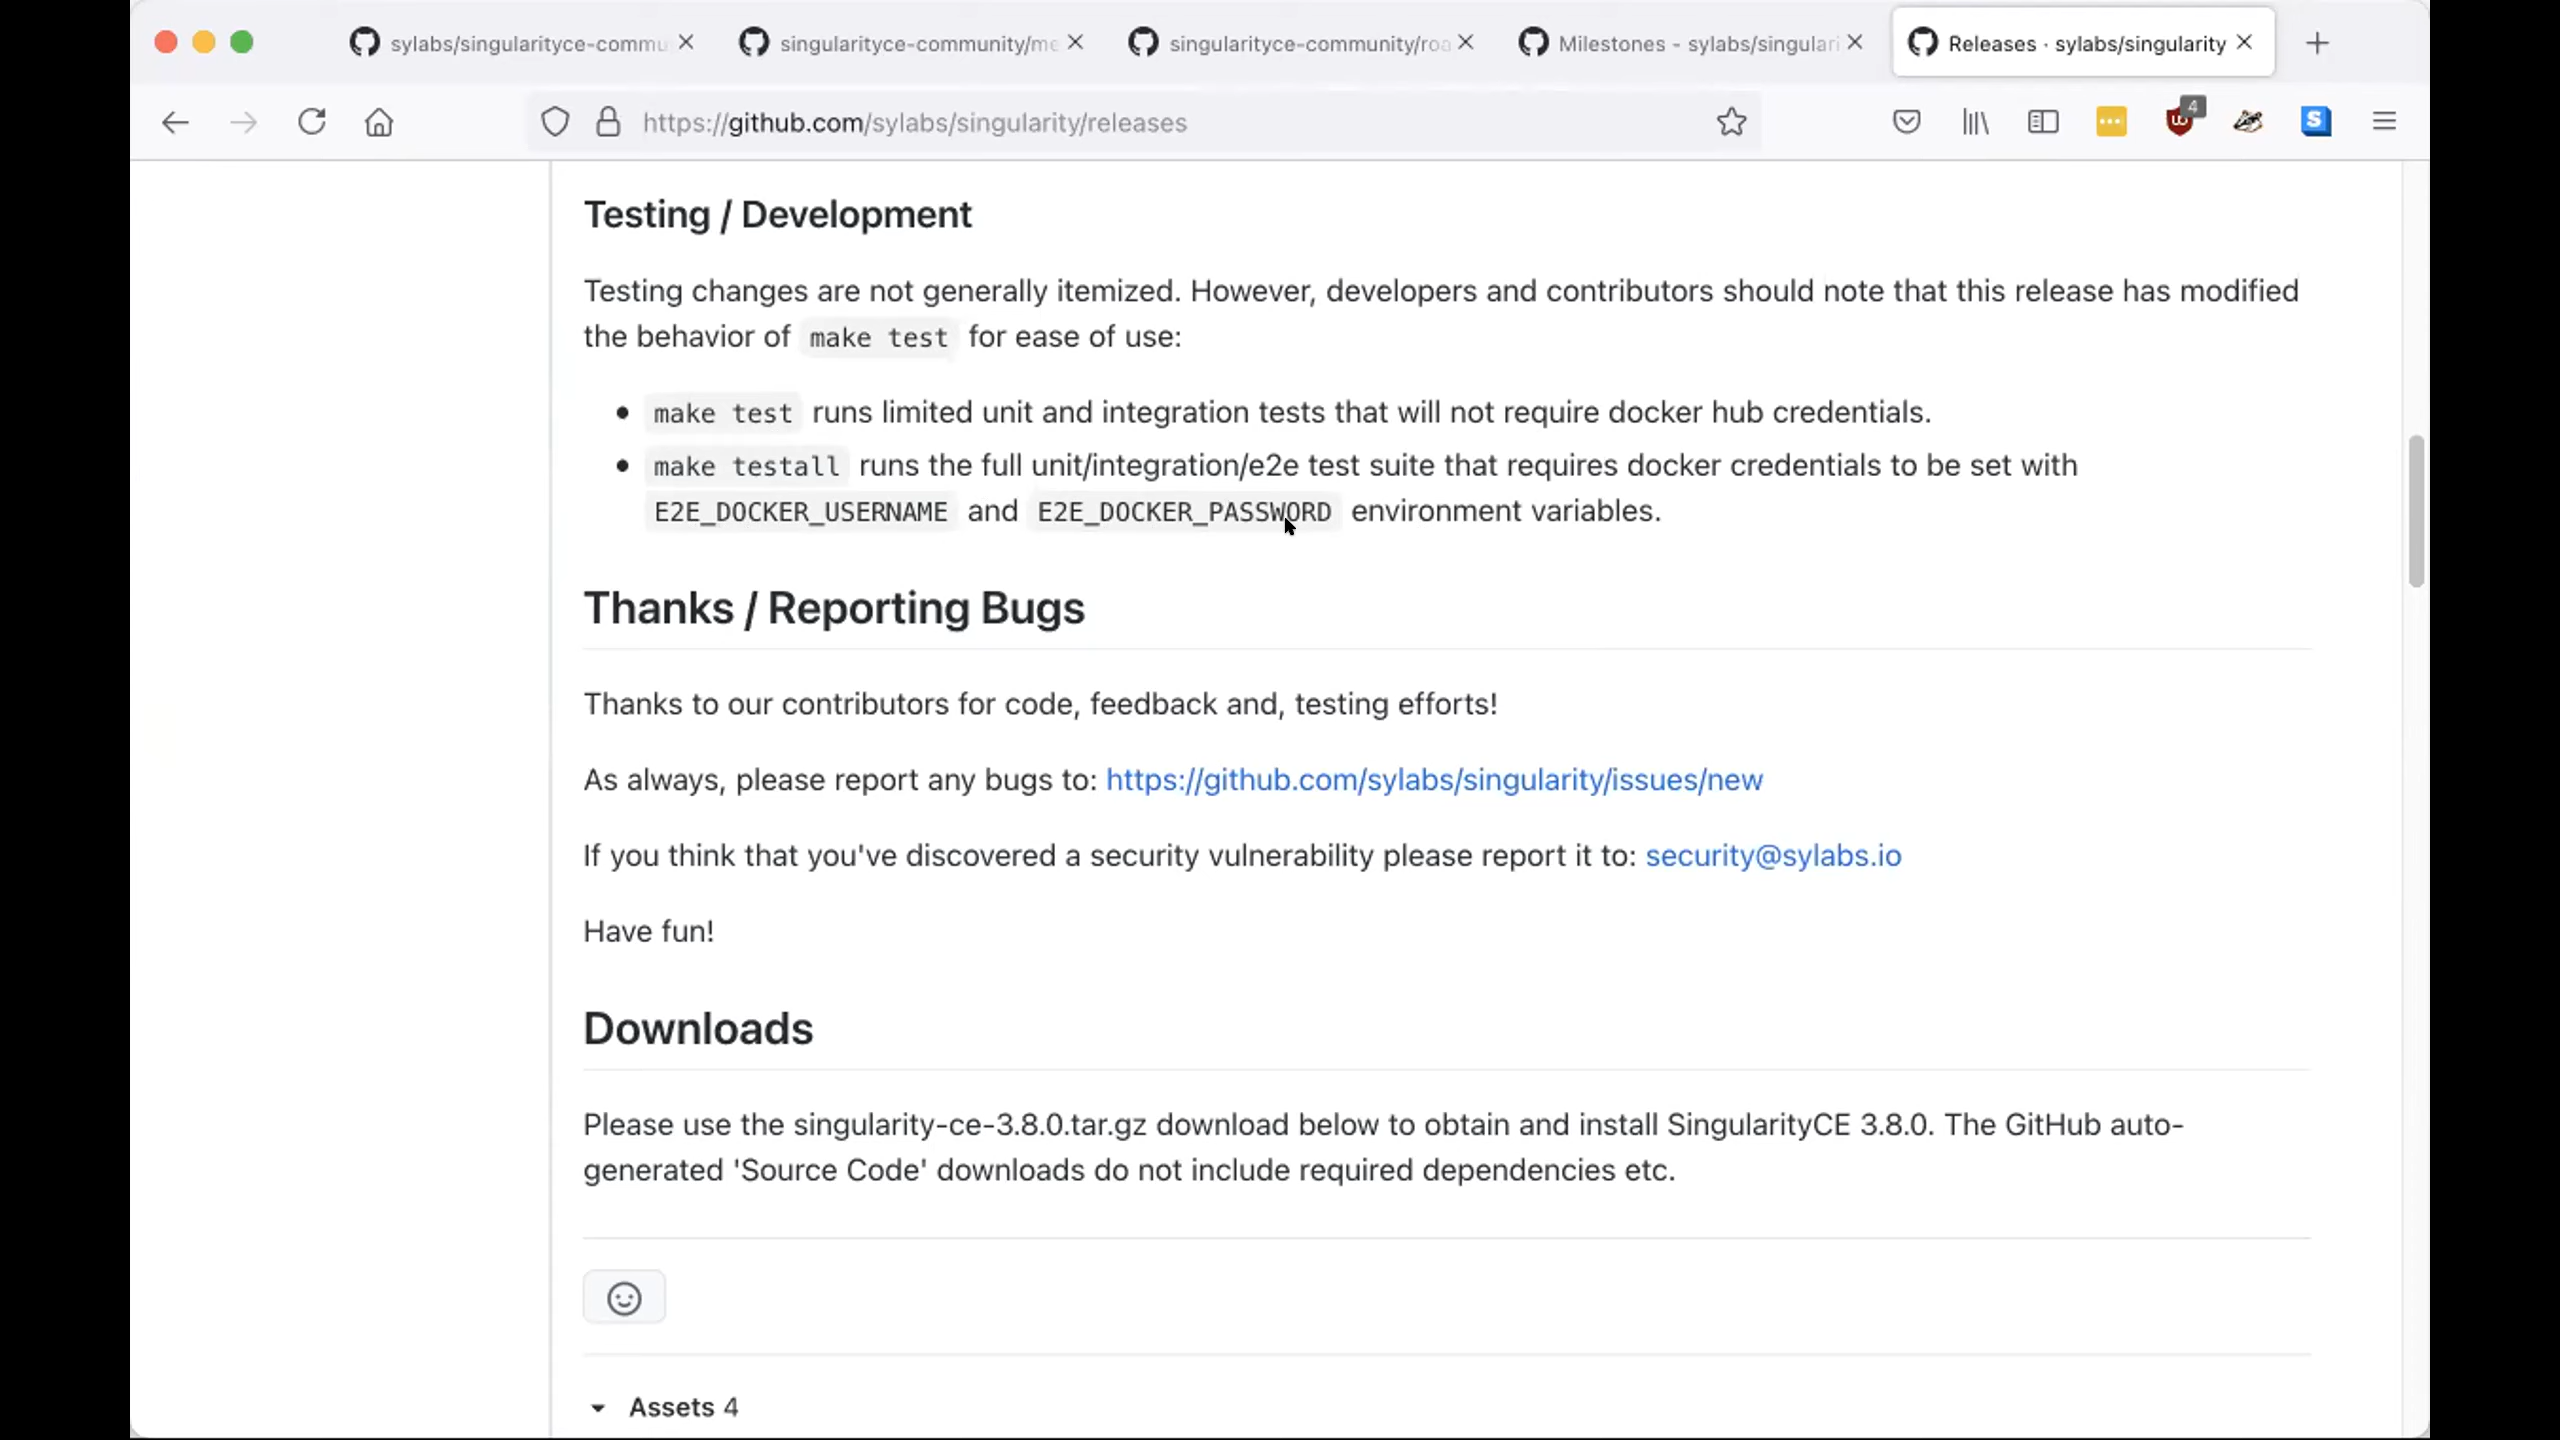 sylabs/singularityce-commu
singularityce-community/me
singularityce-community/roa
Milestones - sylabs/singulari
Releases · sylabs/singularity
https://github.com/sylabs/singularity/releases
4
Testing / Development
Testing changes are not generally itemized. However, developers and contributors should note that this release has modified
the behavior of make test for ease of use:
make test runs limited unit and integration tests that will not require docker hub credentials.
make testall runs the full unit/integration/e2e test suite that requires docker credentials to be set with
E2E_DOCKER_USERNAME and E2E_DOCKER_PASSWORD environment variables.
Thanks / Reporting Bugs
Thanks to our contributors for code, feedback and, testing efforts!
As always, please report any bugs to: https://github.com/sylabs/singularity/issues/new
If you think that you've discovered a security vulnerability please report it to: security@sylabs.io
Have fun!
Downloads
Please use the singularity-ce-3.8.0.tar.gz download below to obtain and install SingularityCE 3.8.0. The GitHub auto-
generated 'Source Code' downloads do not include required dependencies etc.
Assets 4